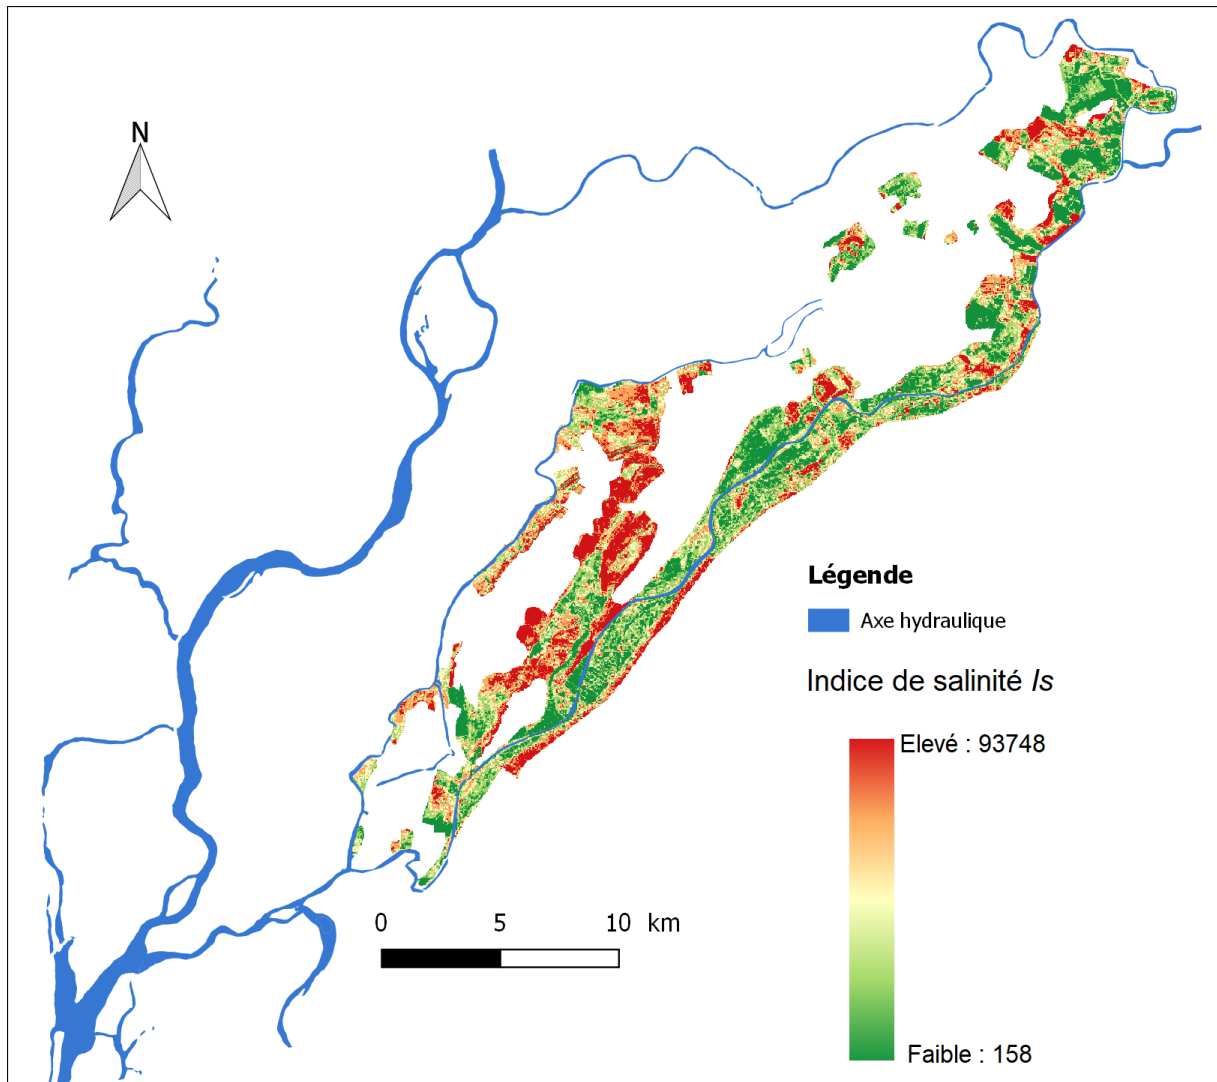 N
Légende
Axe hydraulique
Indice de salinité Is
Elevé : 93748
Faible : 158
0 5 10 km